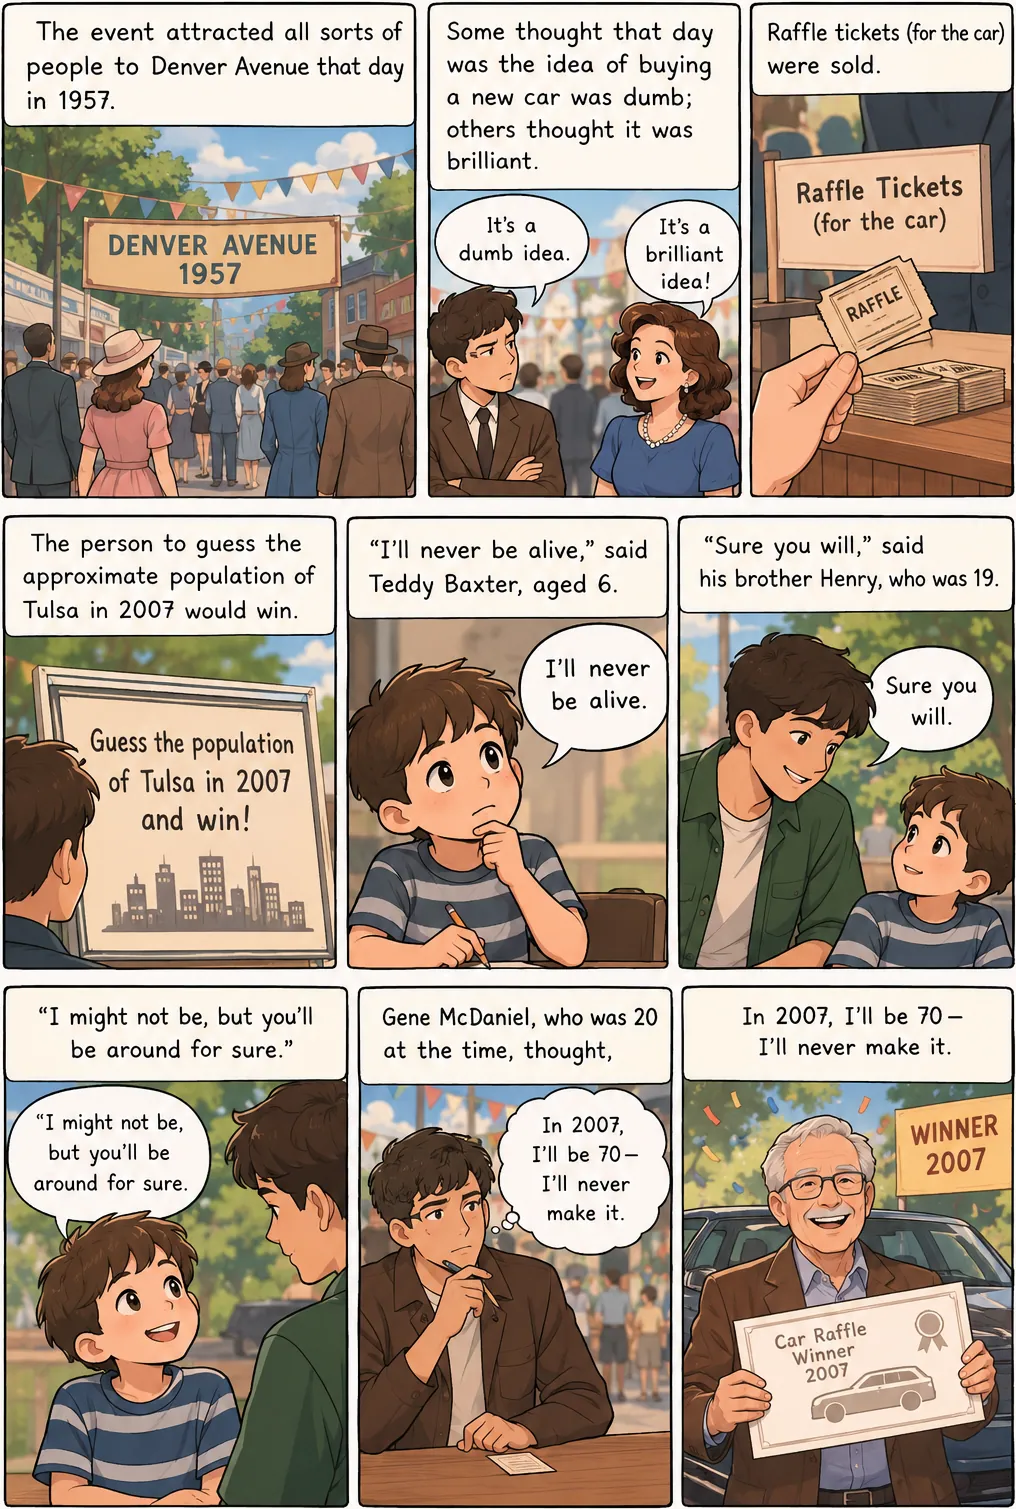 The event attracted all sorts of
people to Denver Avenue that day
in 1957.
DENVER AVENUE
1957
Some thought that day
was the idea of buying
a new car was dumb;
others thought it was
brilliant.
It's a
dumb idea.
It's a
brilliant
idea!
Raffle tickets (for the car)
were sold.
Raffle Tickets
(for the car)
RAFFLE
The person to guess the
approximate population of
Tulsa in 2007 would win.
Guess the population
of Tulsa in 2007
and win!
“I'll never be alive,” said
Teddy Baxter, aged 6.
I'll never
be alive.
“Sure you will,” said
his brother Henry, who was 19.
Sure you
will.
“I might not be, but you'll
be around for sure.”
“I might not be,
but you'll be
around for sure.
Gene McDaniel, who was 20
at the time, thought,
In 2007,
I'll be 70–
I'll never
make it.
In 2007, I'll be 70–
I'll never make it.
WINNER
2007
Car Raffle
Winner
2007